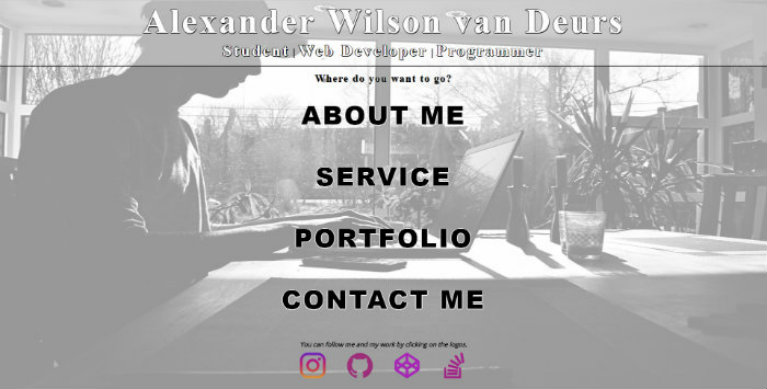 Alexander Wilson van Deurs
Student|Web Developer|Programmer
Where do you want to go?
ABOUT ME
SERVICE
PORTFOLIO
CONTACT ME
You can follow me and my work by clicking on the logos.